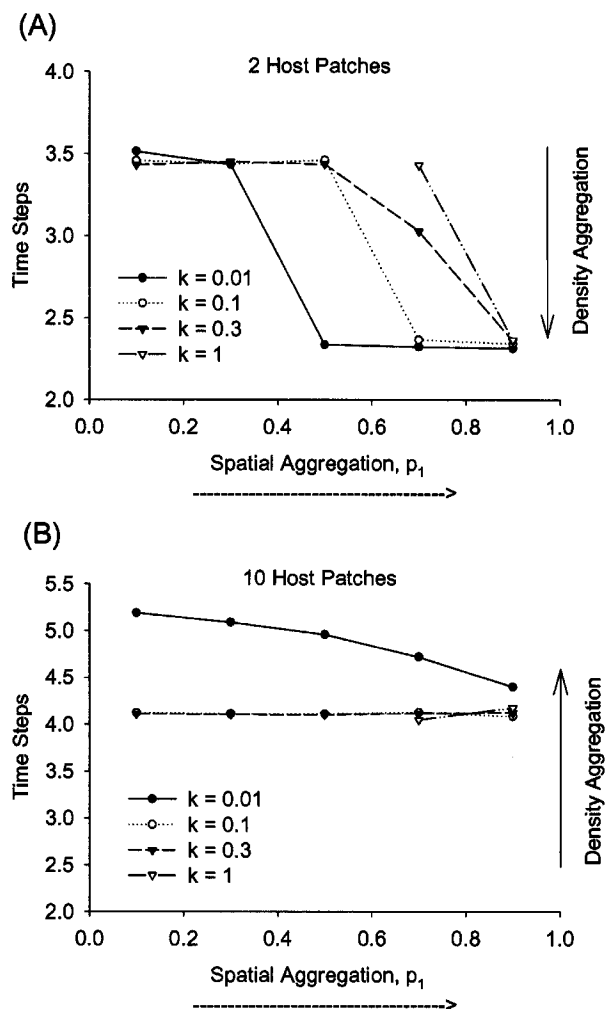 (A)
2 Host Patches
4.0
3.5
3.0
2.5
2.0
Time Steps
k = 0.01
k = 0.1
k = 0.3
k = 1
Density Aggregation
0.0 0.2 0.4 0.6 0.8 1.0
Spatial Aggregation, p₁
(B)
10 Host Patches
5.5
5.0
4.5
4.0
3.5
3.0
2.5
2.0
Time Steps
k = 0.01
k = 0.1
k = 0.3
k = 1
Density Aggregation
0.0 0.2 0.4 0.6 0.8 1.0
Spatial Aggregation, p₁